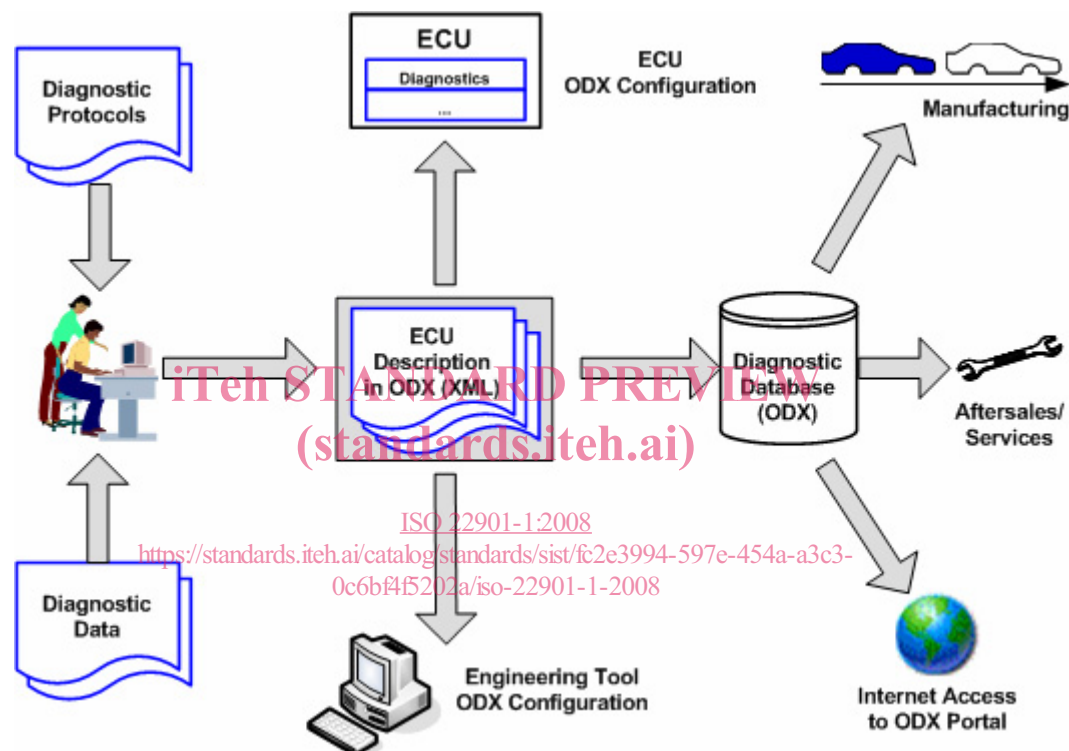 ECU
Diagnostics
...
ECU
ODX Configuration
Manufacturing
Diagnostic
Protocols
ECU
Description
in ODX (XML)
Diagnostic
Database
(ODX)
Aftersales/
Services
iTeh STANDARD PREVIEW
(standards.iteh.ai)
ISO 22901-1:2008
https://standards.iteh.ai/catalog/standards/sist/fc2e3994-597e-454a-a3c3-
0c6bf4f5202a/iso-22901-1-2008
Diagnostic
Data
Engineering Tool
ODX Configuration
Internet Access
to ODX Portal